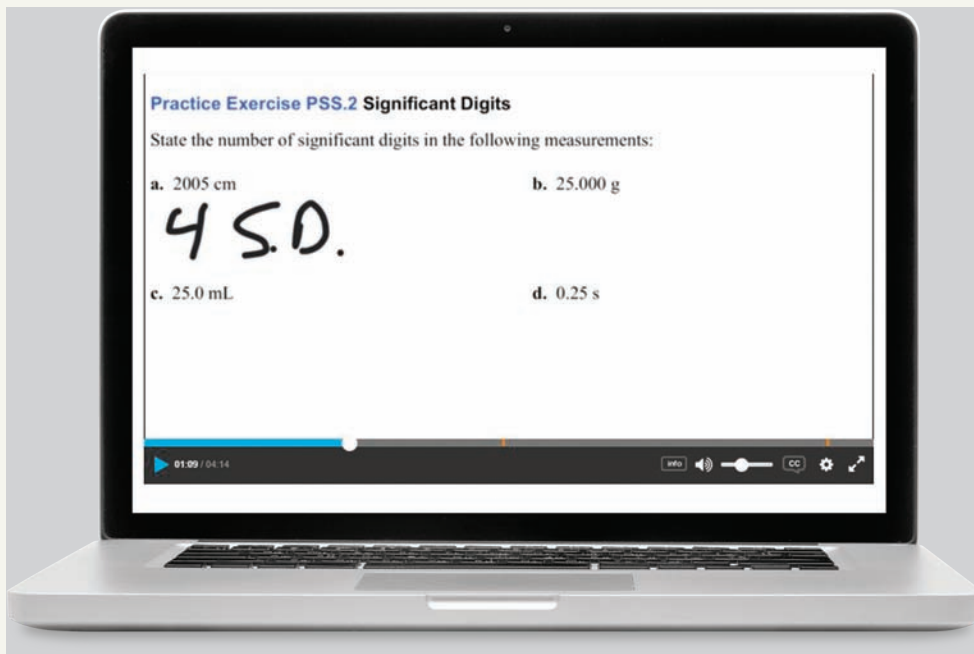 Practice Exercise PSS.2 Significant Digits
State the number of significant digits in the following measurements:
a. 2005 cm
b. 25.000 g
4 S.D.
c. 25.0 mL
d. 0.25 s
01:09 / 04:14
info
CC